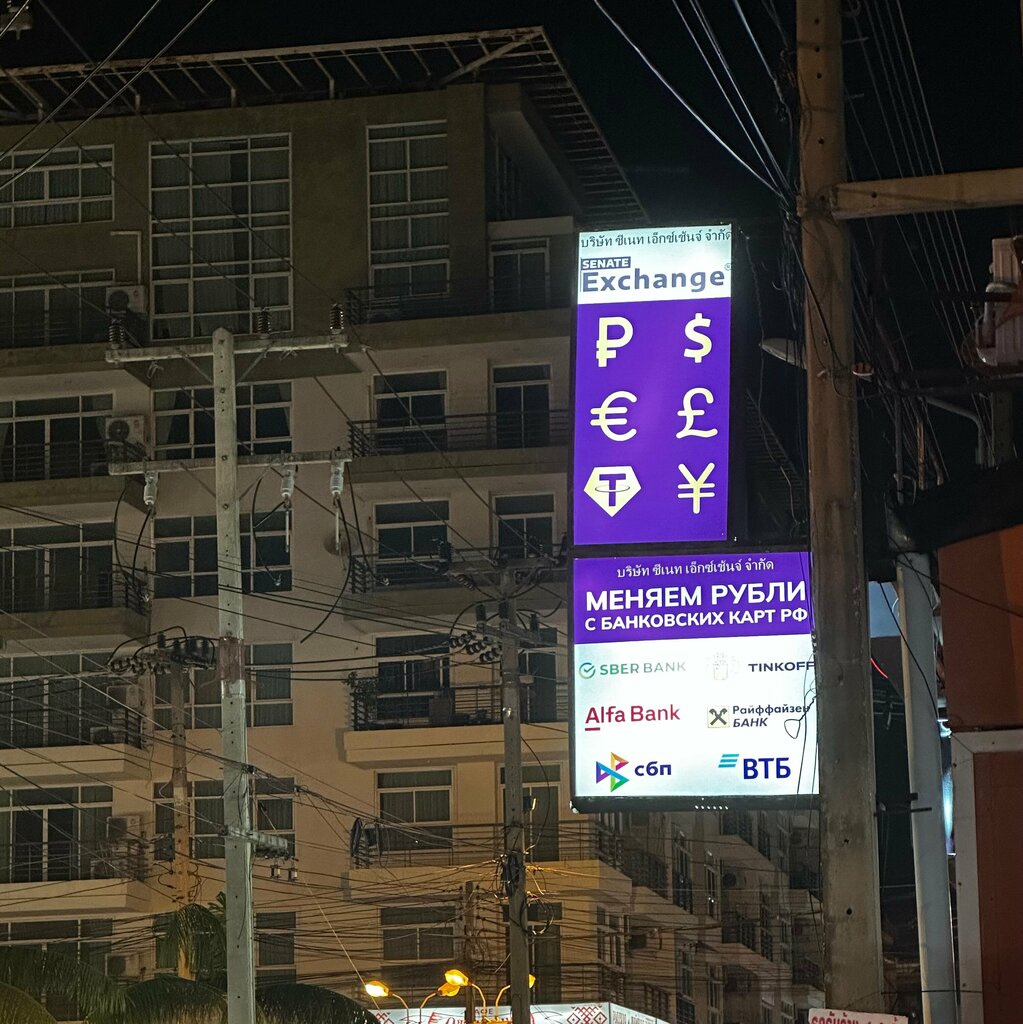 บริษัท ซีเนท เอ็กซ์เช้นจ์ จำกัด
SENATE
Exchange
₽ $
€ £
T ¥
บริษัท ซีเนท เอ็กซ์เช้นจ์ จำกัด
МЕНЯЕМ РУБЛИ
С БАНКОВСКИХ КАРТ РФ
SBER BANK TINKOFF
Alfa Bank Райффайзен
БАНК
сбп ВТБ